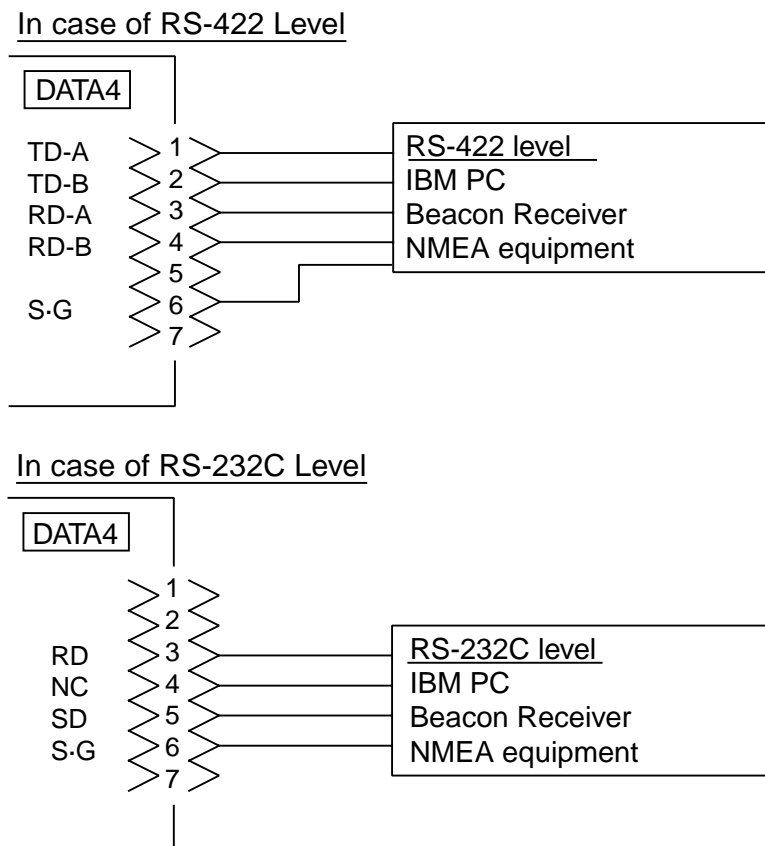 In case of RS-422 Level
DATA4
TD-A 1 RS-422 level
TD-B 2 IBM PC
RD-A 3 Beacon Receiver
RD-B 4 NMEA equipment
5
S·G 6
7
In case of RS-232C Level
DATA4
1
2
RD 3 RS-232C level
NC 4 IBM PC
SD 5 Beacon Receiver
S·G 6 NMEA equipment
7